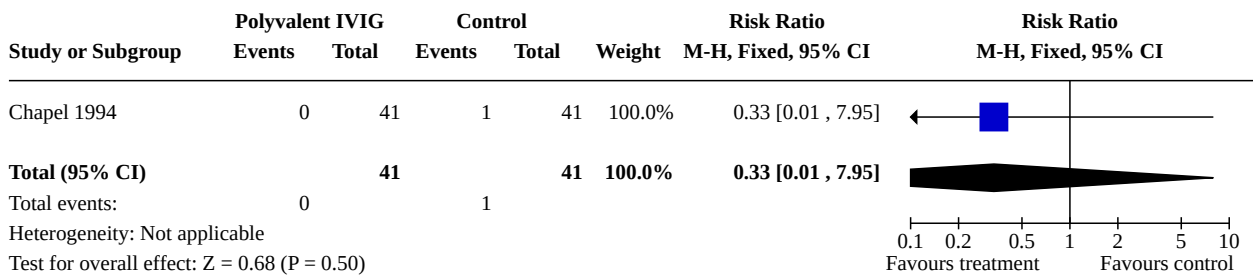 Polyvalent IVIG Control Risk Ratio Risk Ratio
Study or Subgroup Events Total Events Total Weight M-H, Fixed, 95% CI M-H, Fixed, 95% CI
Chapel 1994 0 41 1 41 100.0% 0.33 [0.01 , 7.95]
Total (95% CI) 41 41 100.0% 0.33 [0.01 , 7.95]
Total events: 0 1
Heterogeneity: Not applicable 0.1 0.2 0.5 1 2 5 10
Test for overall effect: Z = 0.68 (P = 0.50) Favours treatment Favours control